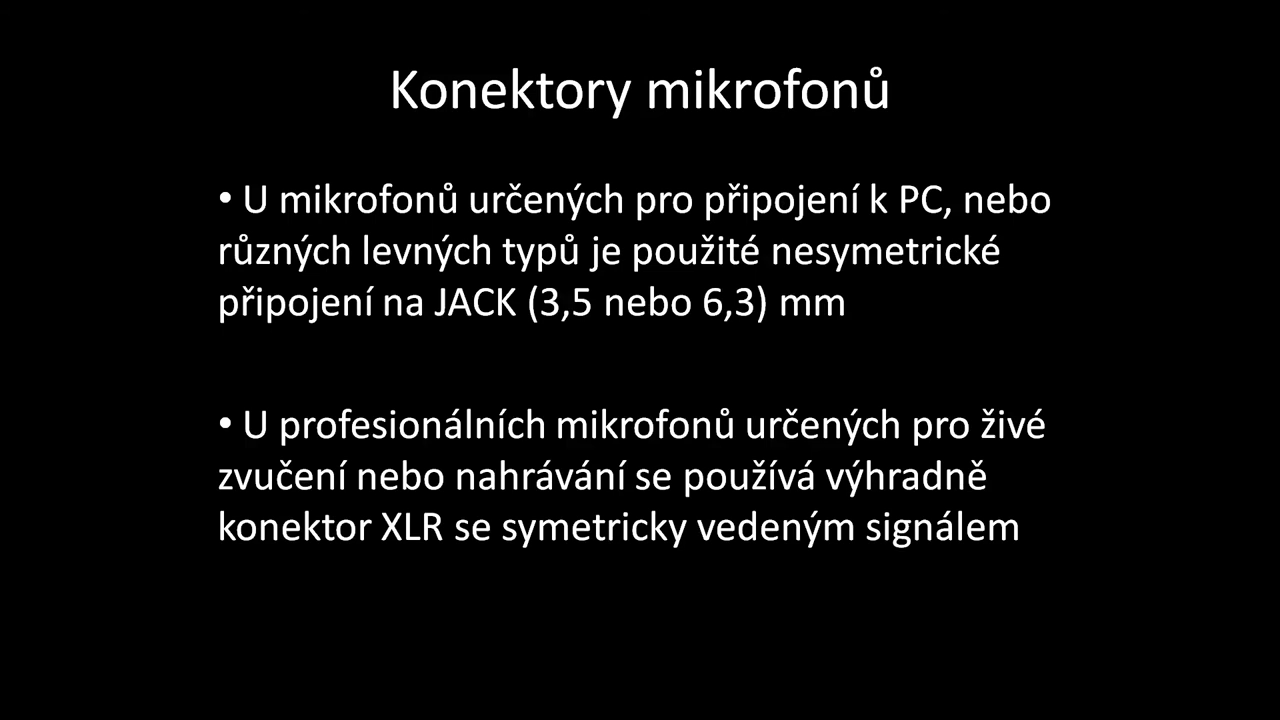 Konektory mikrofonů
• U mikrofonů určených pro připojení k PC, nebo
různých levných typů je použité nesymetrické
připojení na JACK (3,5 nebo 6,3) mm
• U profesionálních mikrofonů určených pro živé
zvučení nebo nahrávání se používá výhradně
konektor XLR se symetricky vedeným signálem